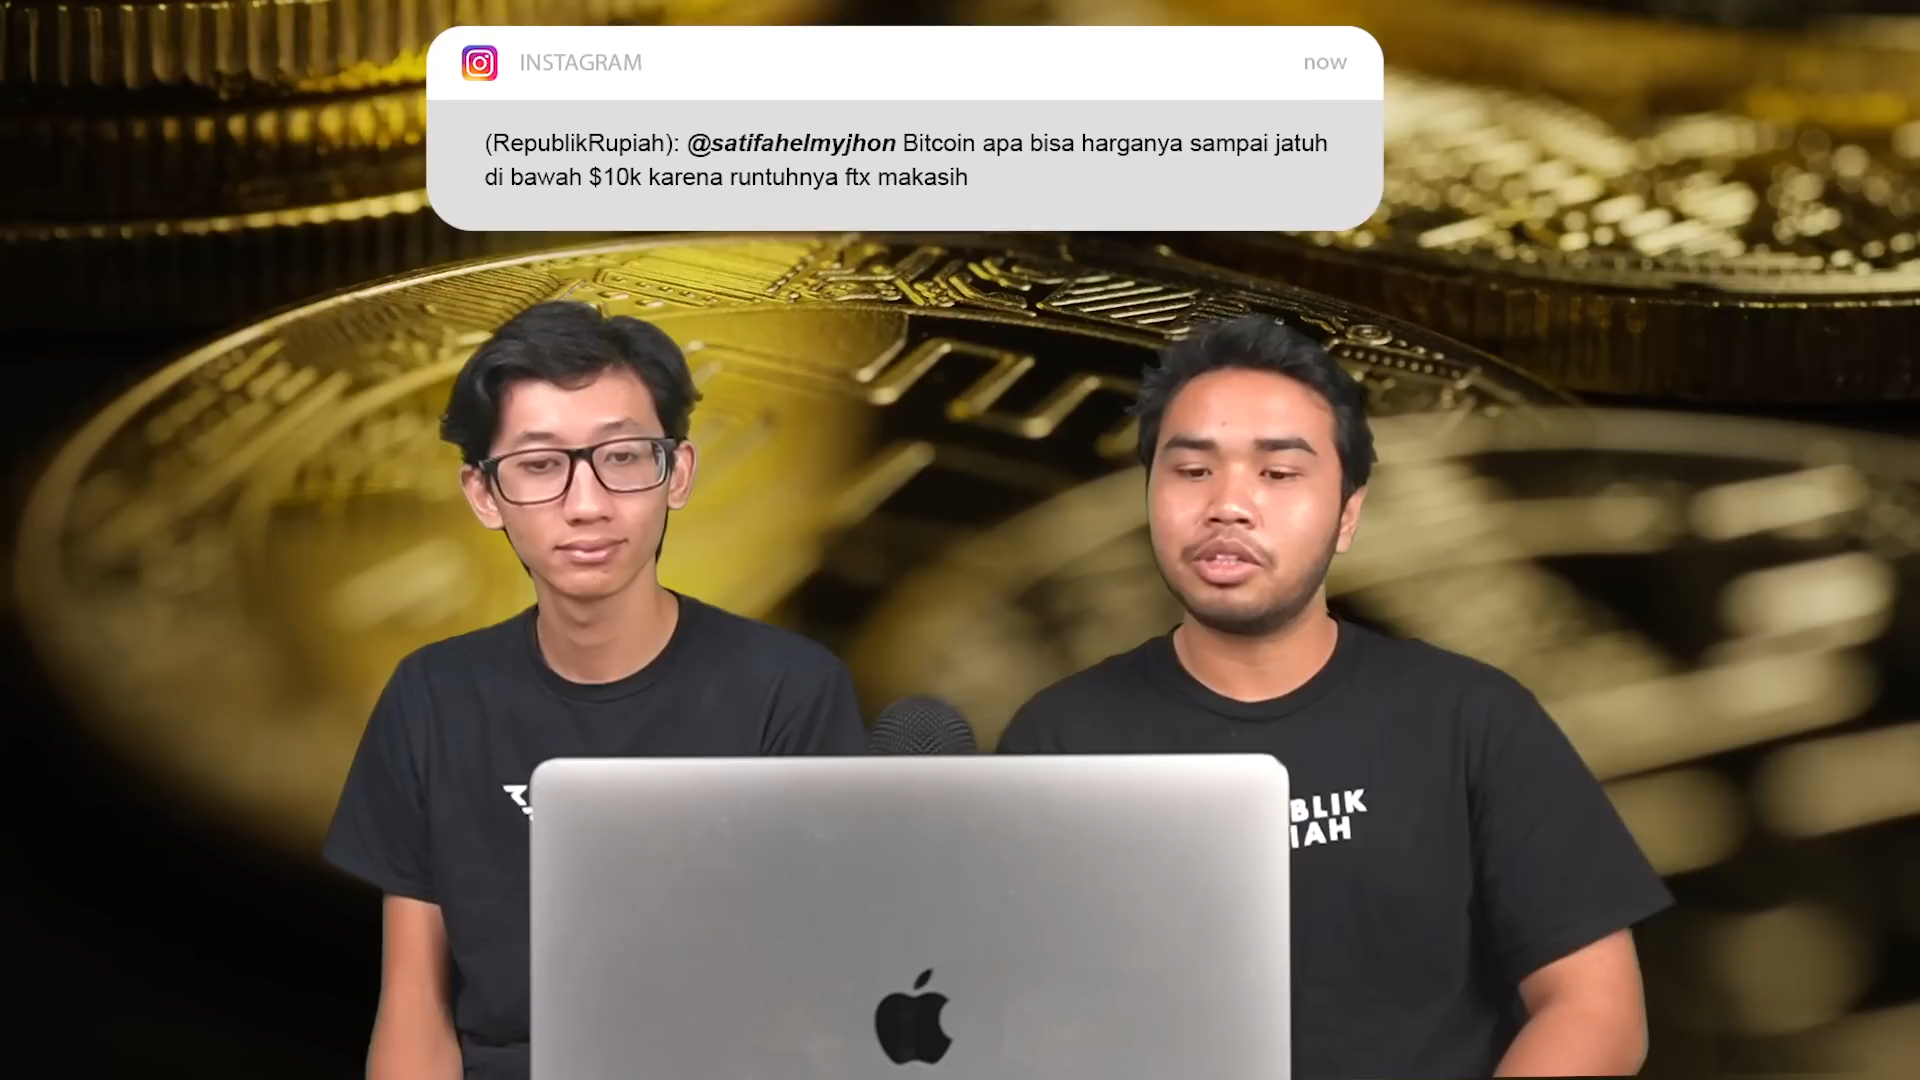 INSTAGRAM
now
(RepublikRupiah): @satifahelmyjhon Bitcoin apa bisa harganya sampai jatuh
di bawah $10k karena runtuhnya ftx makasih
BLIK
IAH